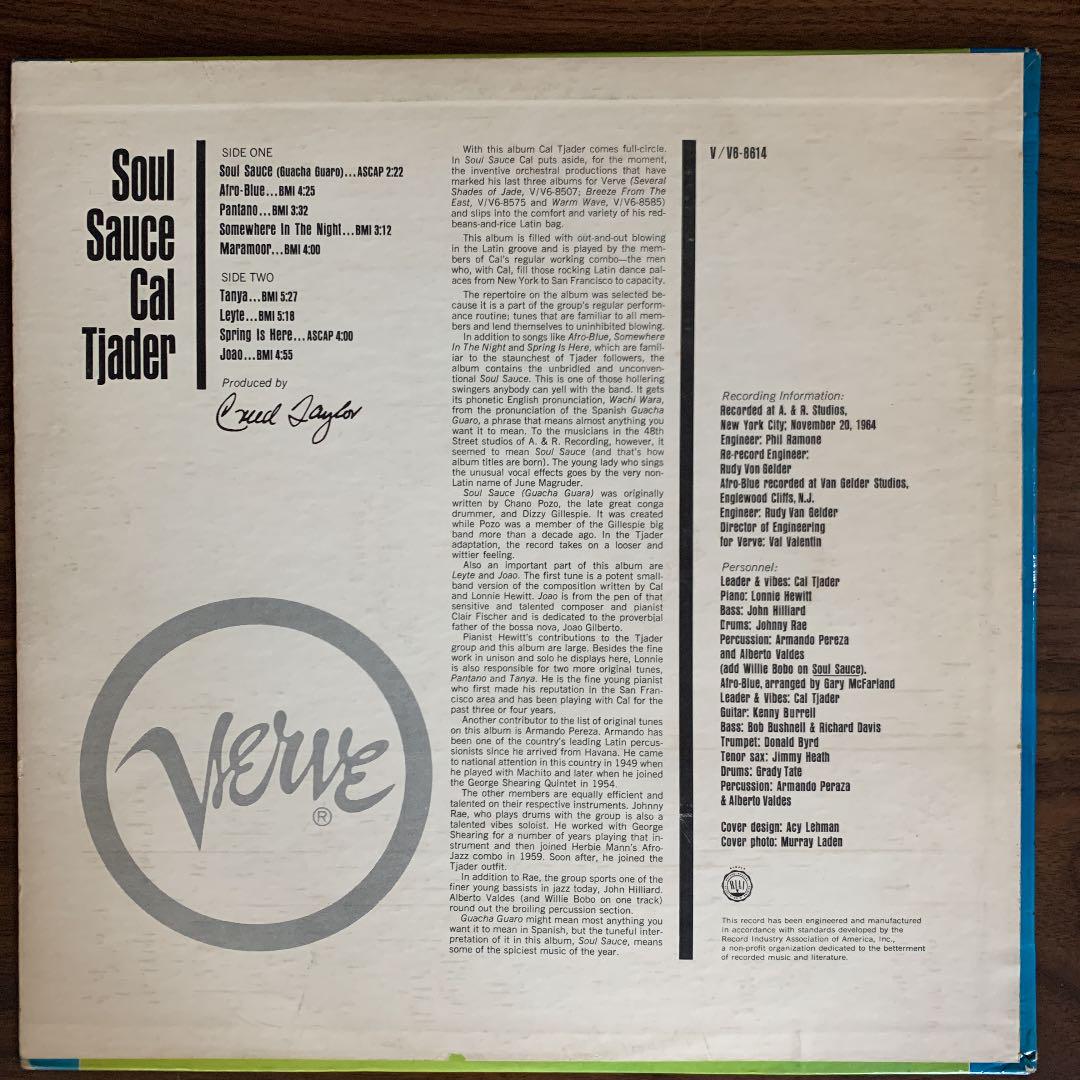 Soul
Sauce
Cal
Tjader
SIDE ONE
Soul Sauce (Guacha Guaro)...ASCAP 2:22
Afro-Blue...BMI 4:25
Pantano...BMI 3:32
Somewhere In The Night...BMI 3:12
Maramoor...BMI 4:00
SIDE TWO
Tanya...BMI 5:27
Leyte...BMI 5:18
Spring Is Here...ASCAP 4:00
Joao...BMI 4:55
Produced by
Creed Taylor
Verve
®
With this album Cal Tjader comes full-circle.
In Soul Sauce Cal puts aside, for the moment,
the inventive orchestral productions that have
marked his last three albums for Verve (Several
Shades of Jade, V/V6-8507; Breeze From The
East, V/V6-8575 and Warm Wave, V/V6-8585)
and slips into the comfort and variety of his red-
beans-and-rice Latin bag.
This album is filled with out-and-out blowing
in the Latin groove and is played by the mem-
bers of Cal's regular working combo—the men
who, with Cal, fill those rocking Latin dance pal-
aces from New York to San Francisco to capacity.
The repertoire on the album was selected be-
cause it is a part of the group's regular perform-
ance routine; tunes that are familiar to all mem-
bers and lend themselves to uninhibited blowing.
In addition to songs like Afro-Blue, Somewhere
In The Night and Spring Is Here, which are famil-
iar to the staunchest of Tjader followers, the
album contains the unbridled and unconven-
tional Soul Sauce. This is one of those hollering
swingers anybody can yell with the band. It gets
its phonetic English pronunciation, Wachi Wara,
from the pronunciation of the Spanish Guacha
Guaro, a phrase that means almost anything you
want it to mean. To the musicians in the 48th
Street studios of A. & R. Recording, however, it
seemed to mean Soul Sauce (and that's how
album titles are born). The young lady who sings
the unusual vocal effects goes by the very non-
Latin name of June Magruder.
Soul Sauce (Guacha Guara) was originally
written by Chano Pozo, the late great conga
drummer, and Dizzy Gillespie. It was created
while Pozo was a member of the Gillespie big
band more than a decade ago. In the Tjader
adaptation, the record takes on a looser and
wittier feeling.
Also an important part of this album are
Leyte and Joao. The first tune is a potent small-
band version of the composition written by Cal
and Lonnie Hewitt. Joao is from the pen of that
sensitive and talented composer and pianist
Clair Fischer and is dedicated to the proverbial
father of the bossa nova, Joao Gilberto.
Pianist Hewitt's contributions to the Tjader
group and this album are large. Besides the fine
work in unison and solo he displays here, Lonnie
is also responsible for two more original tunes,
Pantano and Tanya. He is the fine young pianist
who first made his reputation in the San Fran-
cisco area and has been playing with Cal for the
past three or four years.
Another contributor to the list of original tunes
on this album is Armando Pereza. Armando has
been one of the country's leading Latin percus-
sionists since he arrived from Havana. He came
to national attention in this country in 1949 when
he played with Machito and later when he joined
the George Shearing Quintet in 1954.
The other members are equally efficient and
talented on their respective instruments. Johnny
Rae, who plays drums with the group is also a
talented vibes soloist. He worked with George
Shearing for a number of years playing that in-
strument and then joined Herbie Mann's Afro-
Jazz combo in 1959. Soon after, he joined the
Tjader outfit.
In addition to Rae, the group sports one of the
finer young bassists in jazz today, John Hilliard.
Alberto Valdes (and Willie Bobo on one track)
round out the broiling percussion section.
Guacha Guaro might mean most anything you
want it to mean in Spanish, but the tuneful inter-
pretation of it in this album, Soul Sauce, means
some of the spiciest music of the year.
V/V6-8614
Recording Information:
Recorded at A. & R. Studios,
New York City, November 20, 1964
Engineer: Phil Ramone
Re-record Engineer:
Rudy Von Gelder
Afro-Blue recorded at Van Gelder Studios,
Englewood Cliffs, N.J.
Engineer: Rudy Van Gelder
Director of Engineering
for Verve: Val Valentin
Personnel:
Leader & vibes: Cal Tjader
Piano: Lonnie Hewitt
Bass: John Hilliard
Drums: Johnny Rae
Percussion: Armando Pereza
and Alberto Valdes
(add Willie Bobo on Soul Sauce).
Afro-Blue, arranged by Gary McFarland
Leader & Vibes: Cal Tjader
Guitar: Kenny Burrell
Bass: Bob Bushnell & Richard Davis
Trumpet: Donald Byrd
Tenor sax: Jimmy Heath
Drums: Grady Tate
Percussion: Armando Peraza
& Alberto Valdes
Cover design: Acy Lehman
Cover photo: Murray Laden
This record has been engineered and manufactured
in accordance with standards developed by the
Record Industry Association of America, Inc.,
a non-profit organization dedicated to the betterment
of recorded music and literature.